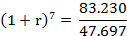 (1 + r)⁷ = 83.230 / 47.697